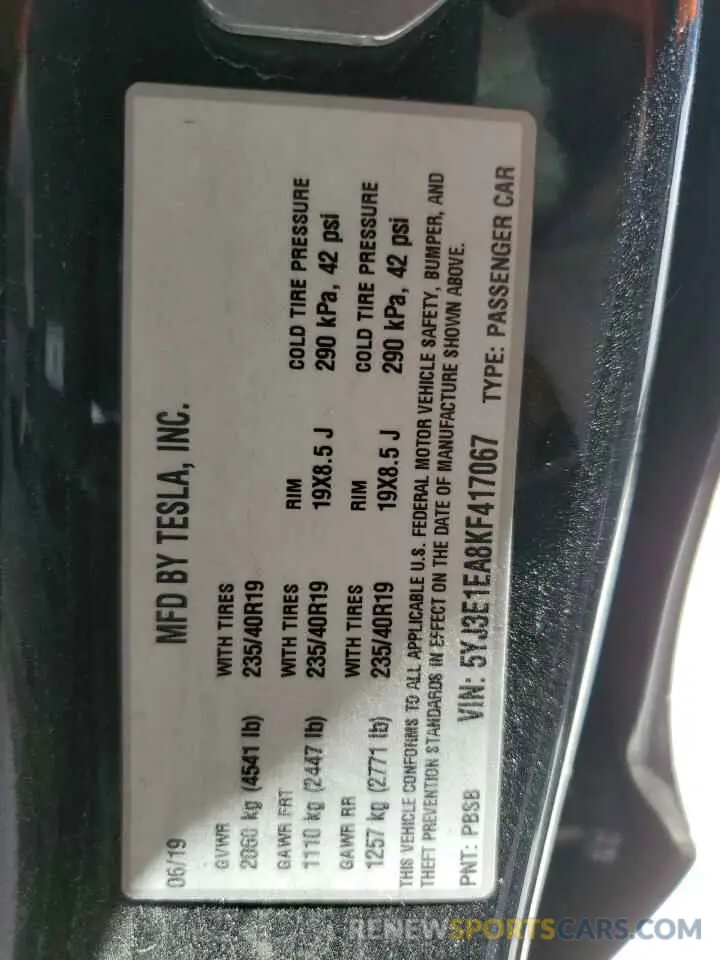 06/19 MFD BY TESLA, INC.
GVWR WITH TIRES
2060 kg (4541 lb) 235/40R19
GAWR FRT WITH TIRES RIM COLD TIRE PRESSURE
1110 kg (2447 lb) 235/40R19 19X8.5 J 290 kPa, 42 psi
GAWR RR WITH TIRES RIM COLD TIRE PRESSURE
1257 kg (2771 lb) 235/40R19 19X8.5 J 290 kPa, 42 psi
THIS VEHICLE CONFORMS TO ALL APPLICABLE U.S. FEDERAL MOTOR VEHICLE SAFETY, BUMPER, AND
THEFT PREVENTION STANDARDS IN EFFECT ON THE DATE OF MANUFACTURE SHOWN ABOVE.
PNT: PBSB VIN: 5YJ3E1EA8KF417067 TYPE: PASSENGER CAR
RENEWSPORTSCARS.COM